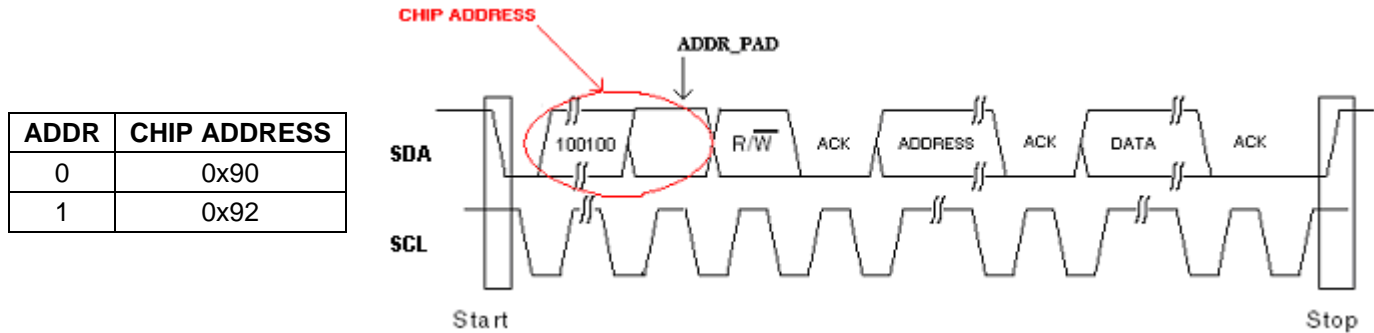 CHIP ADDRESS
ADDR_PAD
ADDR CHIP ADDRESS
0 0x90
1 0x92
SDA 100100 R/W̅ ACK ADDRESS ACK DATA ACK
SCL
Start Stop